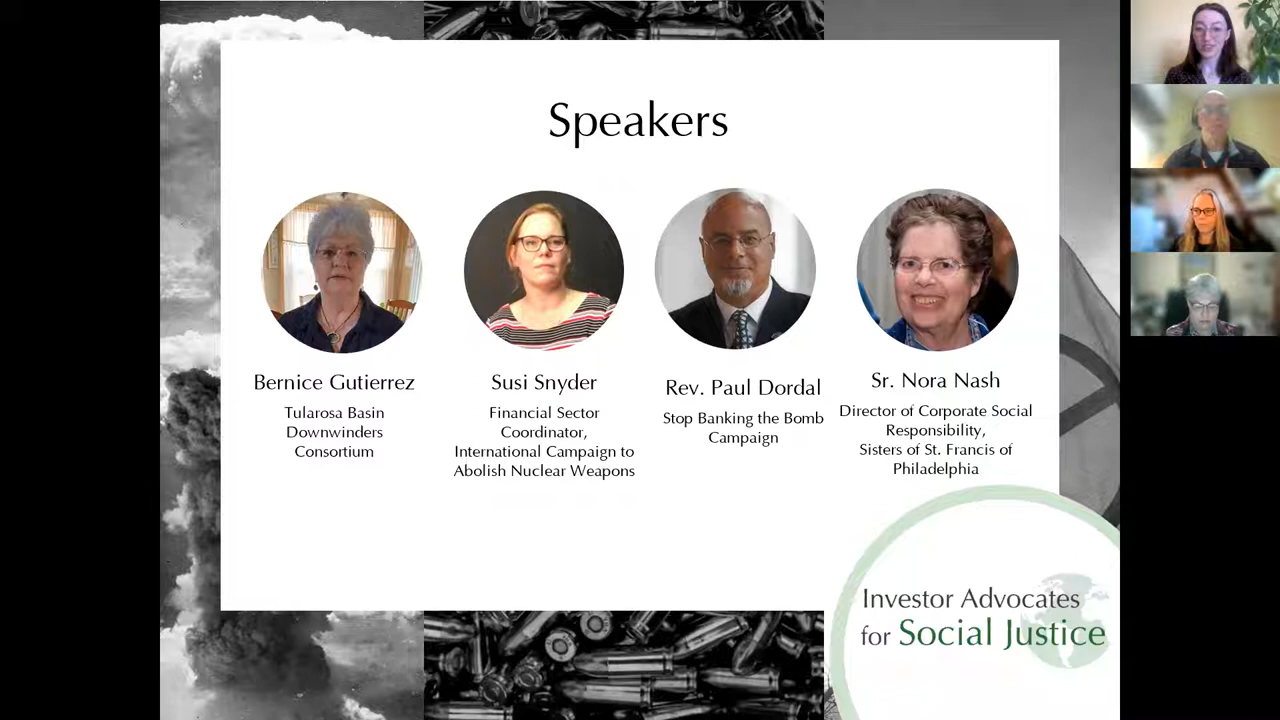 Speakers
Bernice Gutierrez
Tularosa Basin
Downwinders
Consortium
Susi Snyder
Financial Sector
Coordinator,
International Campaign to
Abolish Nuclear Weapons
Rev. Paul Dordal
Stop Banking the Bomb
Campaign
Sr. Nora Nash
Director of Corporate Social
Responsibility,
Sisters of St. Francis of
Philadelphia
Investor Advocates
for Social Justice